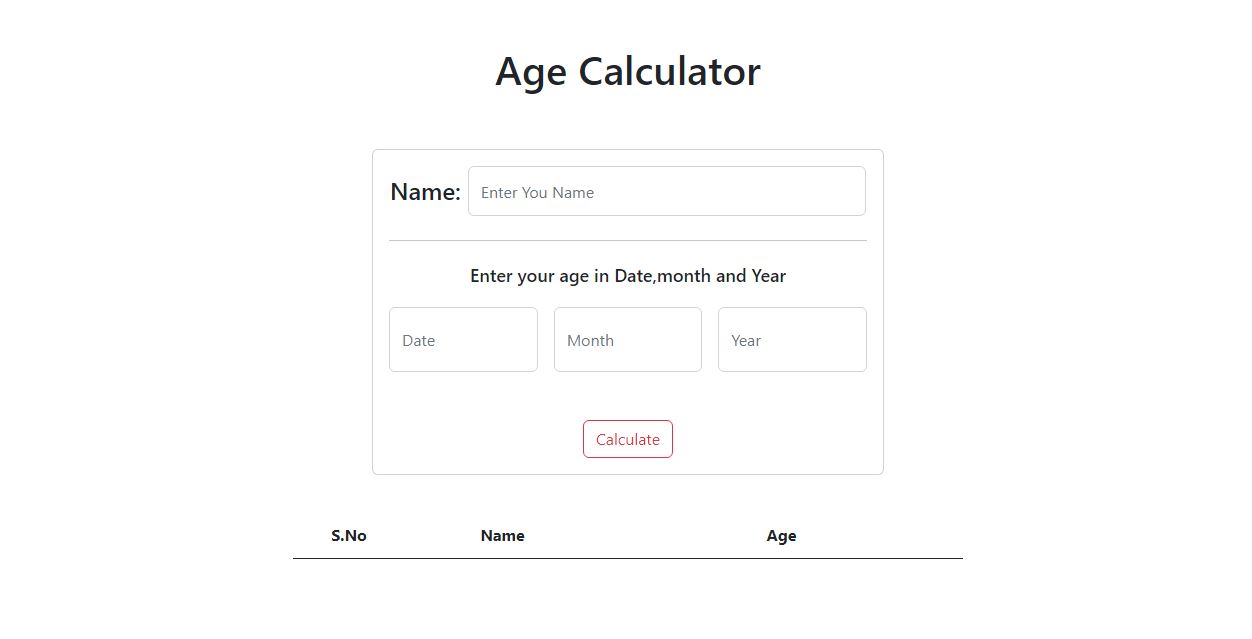 Age Calculator
Name: Enter You Name
Enter your age in Date,month and Year
Date Month Year
Calculate
S.No Name Age